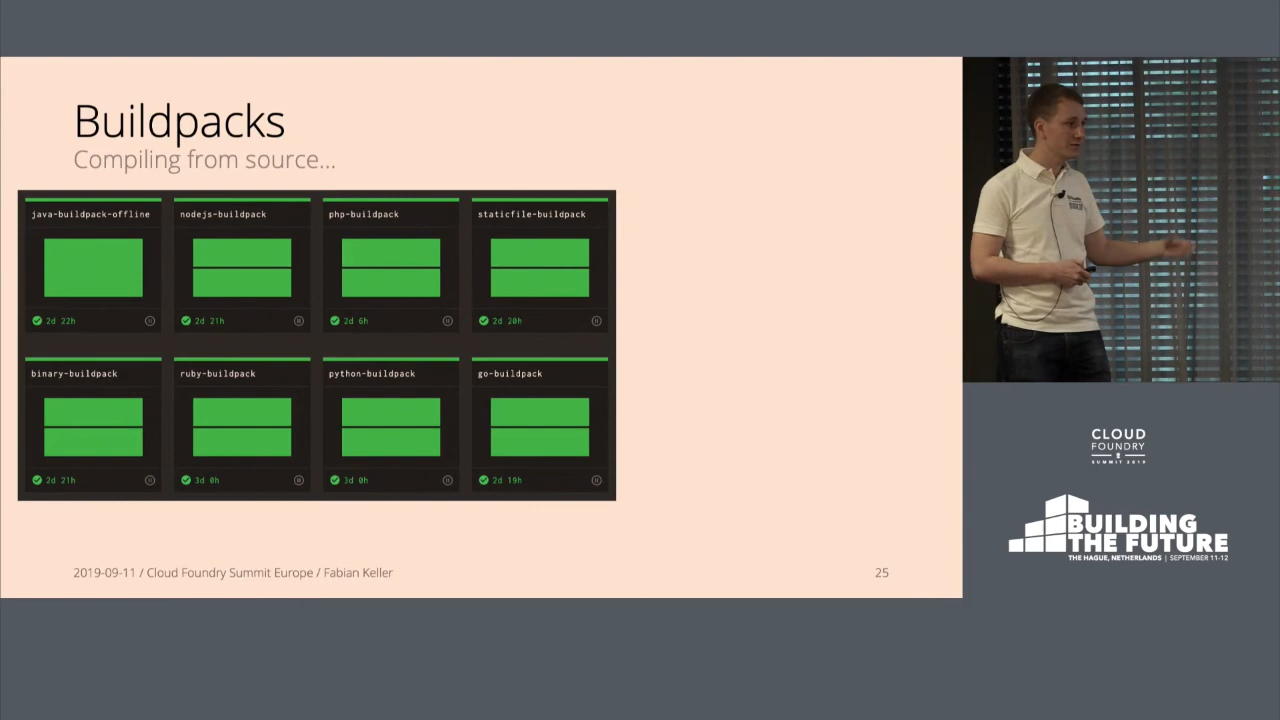 Buildpacks
Compiling from source...
java-buildpack-offline
nodejs-buildpack
php-buildpack
staticfile-buildpack
2d 22h
2d 21h
2d 6h
2d 20h
binary-buildpack
ruby-buildpack
python-buildpack
go-buildpack
2d 21h
3d 0h
3d 0h
2d 19h
2019-09-11 / Cloud Foundry Summit Europe / Fabian Keller
25
CLOUD
FOUNDRY
SUMMIT 2019
BUILDING
THE FUTURE
THE HAGUE, NETHERLANDS | SEPTEMBER 11-12